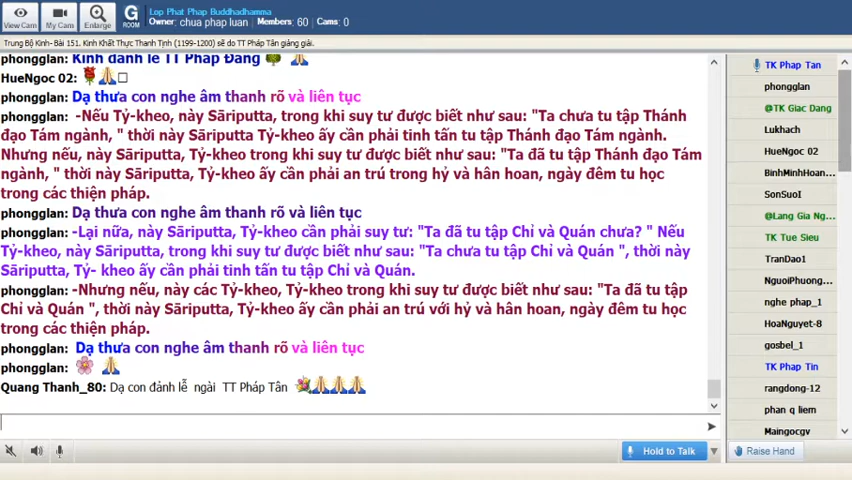 View Cam
My Cam
Enlarge
G
ROOM
Lop Phat Phap Buddhadhamma
Owner: chua phap luan Members: 60 Cams: 0
Trung Bộ Kinh- Bài 151. Kinh Khất Thực Thanh Tịnh (1199-1200) sẽ do TT Pháp Tân giảng giải.
phongglan: Kính đảnh lễ TT Pháp Đăng
HueNgoc 02:
phongglan: Dạ thưa con nghe âm thanh rõ và liên tục
phongglan: -Nếu Tỷ-kheo, này Sāriputta, trong khi suy tư được biết như sau: "Ta chưa tu tập Thánh
đạo Tám ngành, " thời này Sāriputta Tỷ-kheo ấy cần phải tinh tấn tu tập Thánh đạo Tám ngành.
Nhưng nếu, này Sāriputta, Tỷ-kheo trong khi suy tư được biết như sau: "Ta đã tu tập Thánh đạo Tám
ngành, " thời này Sāriputta, Tỷ-kheo ấy cần phải an trú trong hỷ và hân hoan, ngày đêm tu học
trong các thiện pháp.
phongglan: Dạ thưa con nghe âm thanh rõ và liên tục
phongglan: -Lại nữa, này Sāriputta, Tỷ-kheo cần phải suy tư: "Ta đã tu tập Chỉ và Quán chưa? " Nếu
Tỷ-kheo, này Sāriputta, trong khi suy tư được biết như sau: "Ta chưa tu tập Chỉ và Quán ", thời này
Sāriputta, Tỷ- kheo ấy cần phải tinh tấn tu tập Chỉ và Quán.
phongglan: -Nhưng nếu, này các Tỷ-kheo, Tỷ-kheo trong khi suy tư được biết như sau: "Ta đã tu tập
Chỉ và Quán ", thời này Sāriputta, Tỷ-kheo ấy cần phải an trú với hỷ và hân hoan, ngày đêm tu học
trong các thiện pháp.
phongglan: Dạ thưa con nghe âm thanh rõ và liên tục
phongglan:
Quang Thanh_80: Dạ con đảnh lễ ngài TT Pháp Tân
Hold to Talk
TK Phap Tan
phongglan
@TK Giac Dang
Lukhach
HueNgoc 02
BinhMinhHoan...
SonSuoI
@Lang Gia Ng...
TK Tue Sieu
TranDao1
NguoiPhuong...
nghe phap_1
HoaNguyet-8
gosbel_1
TK Phap Tin
rangdong-12
phan q liem
Maingocgv
Raise Hand